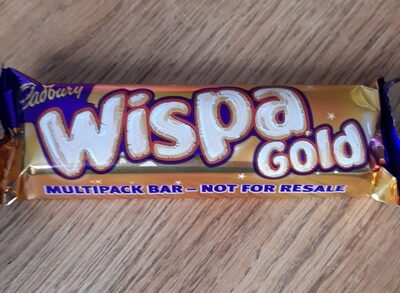 Cadbury
Wispa
Gold
MULTIPACK BAR – NOT FOR RESALE